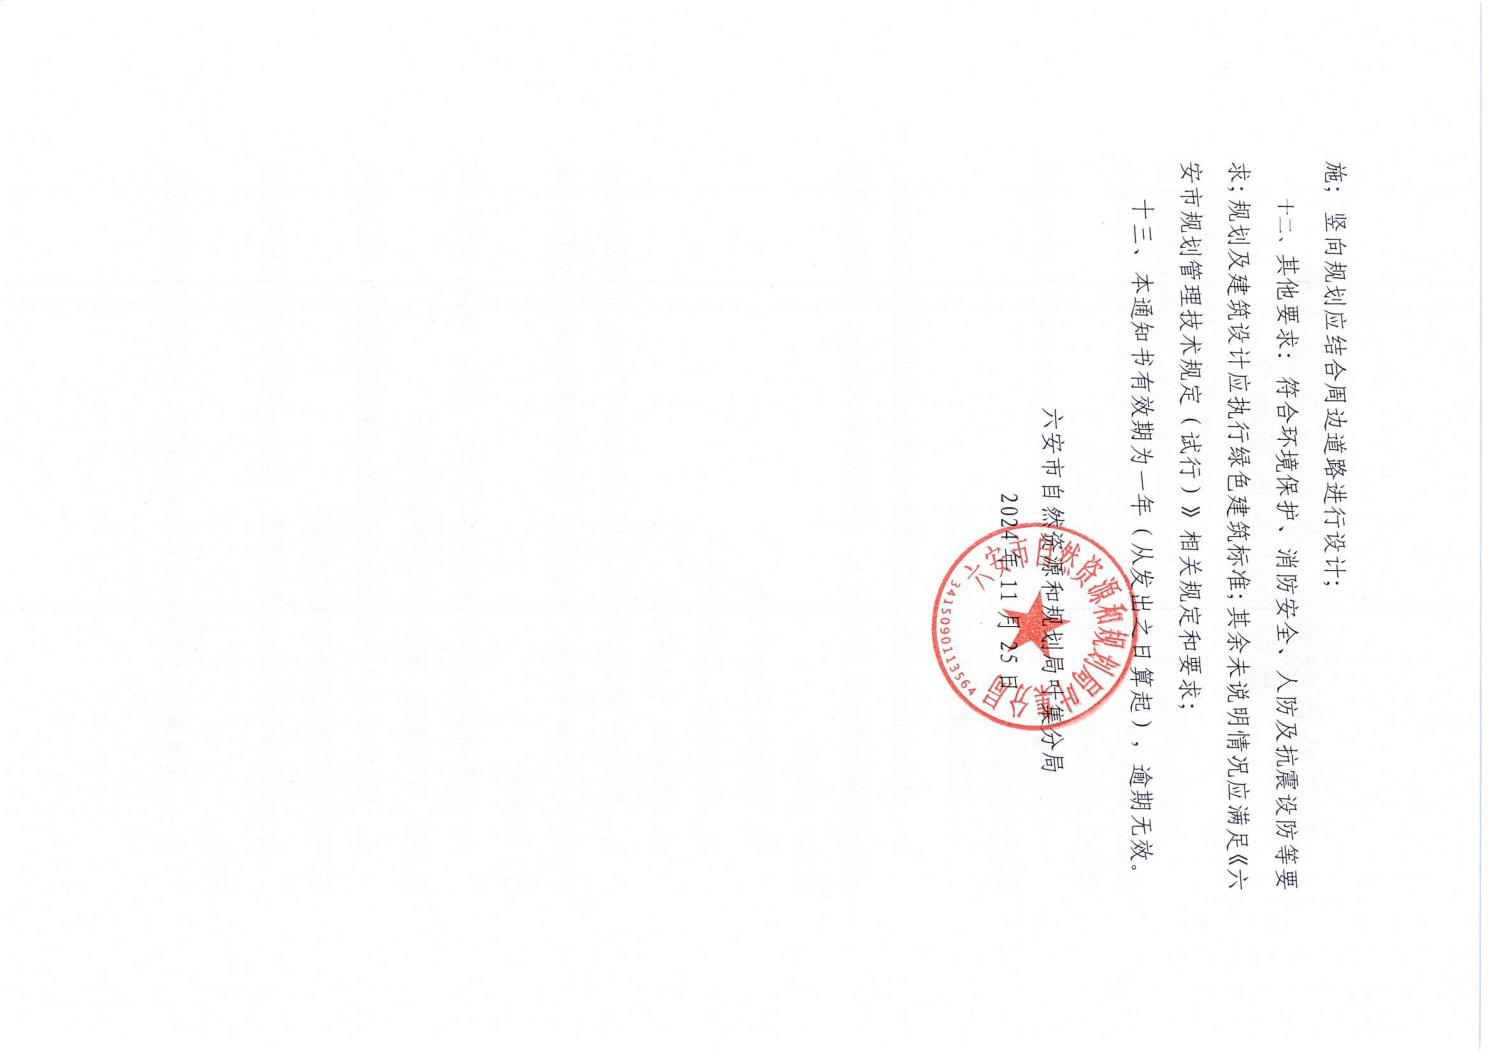 施；竖向规划应结合周边道路进行设计；
十二、其他要求：符合环境保护、消防安全、人防及抗震设防等要
求；规划及建筑设计应执行绿色建筑标准；其余未说明情况应满足《六
安市规划管理技术规定（试行）》相关规定和要求；
十三、本通知书有效期为一年（从发出之日算起），逾期无效。
六安市自然资源和规划局叶集分局
2024年11月25日
六安市自然资源和规划局叶集分局
3415090113564